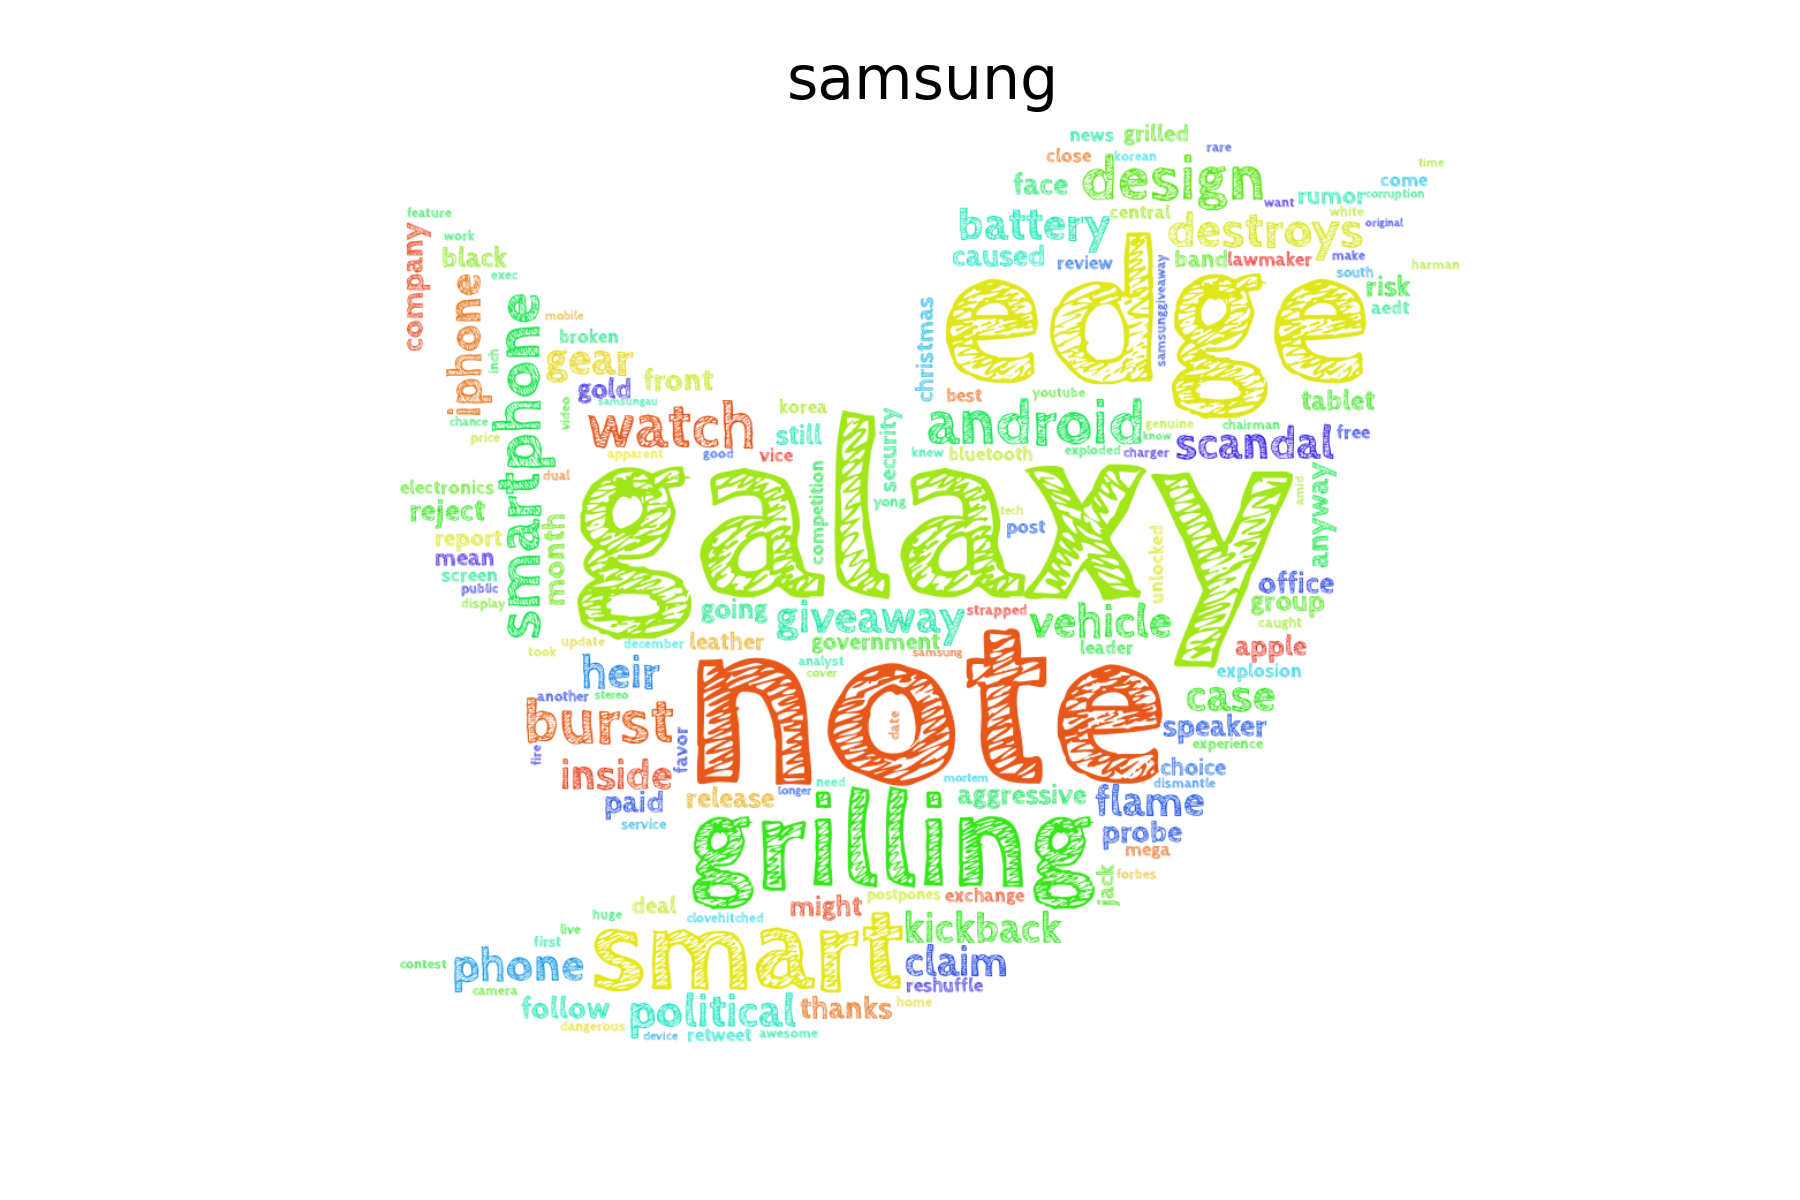 samsung
news grilled
rare
close korean
time
design
face
come
want rumor corruption
feature
battery central
white
destroys original
work
company
black
caused
review
band lawmaker
make
south
harman
exec
edge
risk
aedt
iphone
smartphone
mobile
christmas
samsunggiveaway
broken
inch
gear
front
gold
samsungau
video
best
youtube
tablet
chance
watch
korea
still
security
android
genuine
know
chairman
scandal
free
price
apparent
good
vice
knew bluetooth
exploded
charger
anyway
dual
electronics
reject
galaxy
competition
yong
tech
post
amid
unlocked
report
mean
month
screen
public
display
office
group
caught
going
giveaway
strapped
vehicle
took
update
december
leather
government
samsung
leader
apple
analyst
cover
explosion
heir
note
another
stereo
case
burst
favor
date
speaker
experience
fire
inside
choice
dismantle
mortem
need
longer
paid
release
aggressive
flame
service
grilling
probe
mega
jack
forbes
postpones
exchange
might
deal
huge
clovehitched
live
first
smart
kickback
contest
phone
claim
reshuffle
camera
follow
political
thanks
home
dangerous
device
retweet
awesome